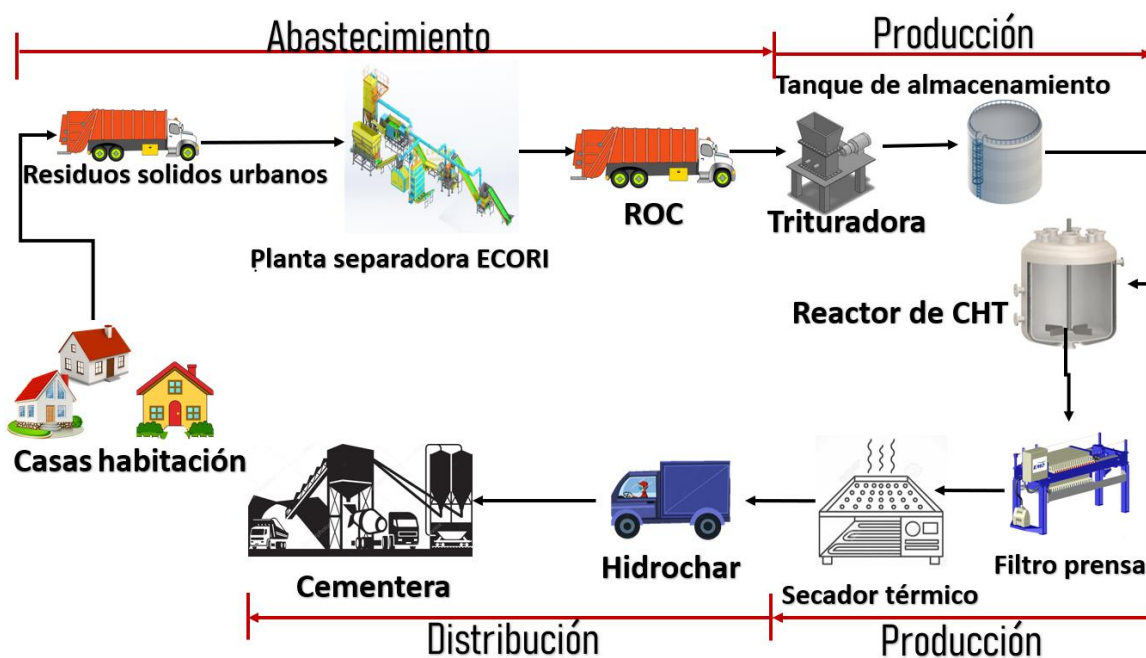 Abastecimiento
Producción
Tanque de almacenamiento
Residuos solidos urbanos
ROC
Trituradora
Planta separadora ECORI
Reactor de CHT
Casas habitación
Cementera
Hidrochar
Secador térmico
Filtro prensa
Distribución
Producción